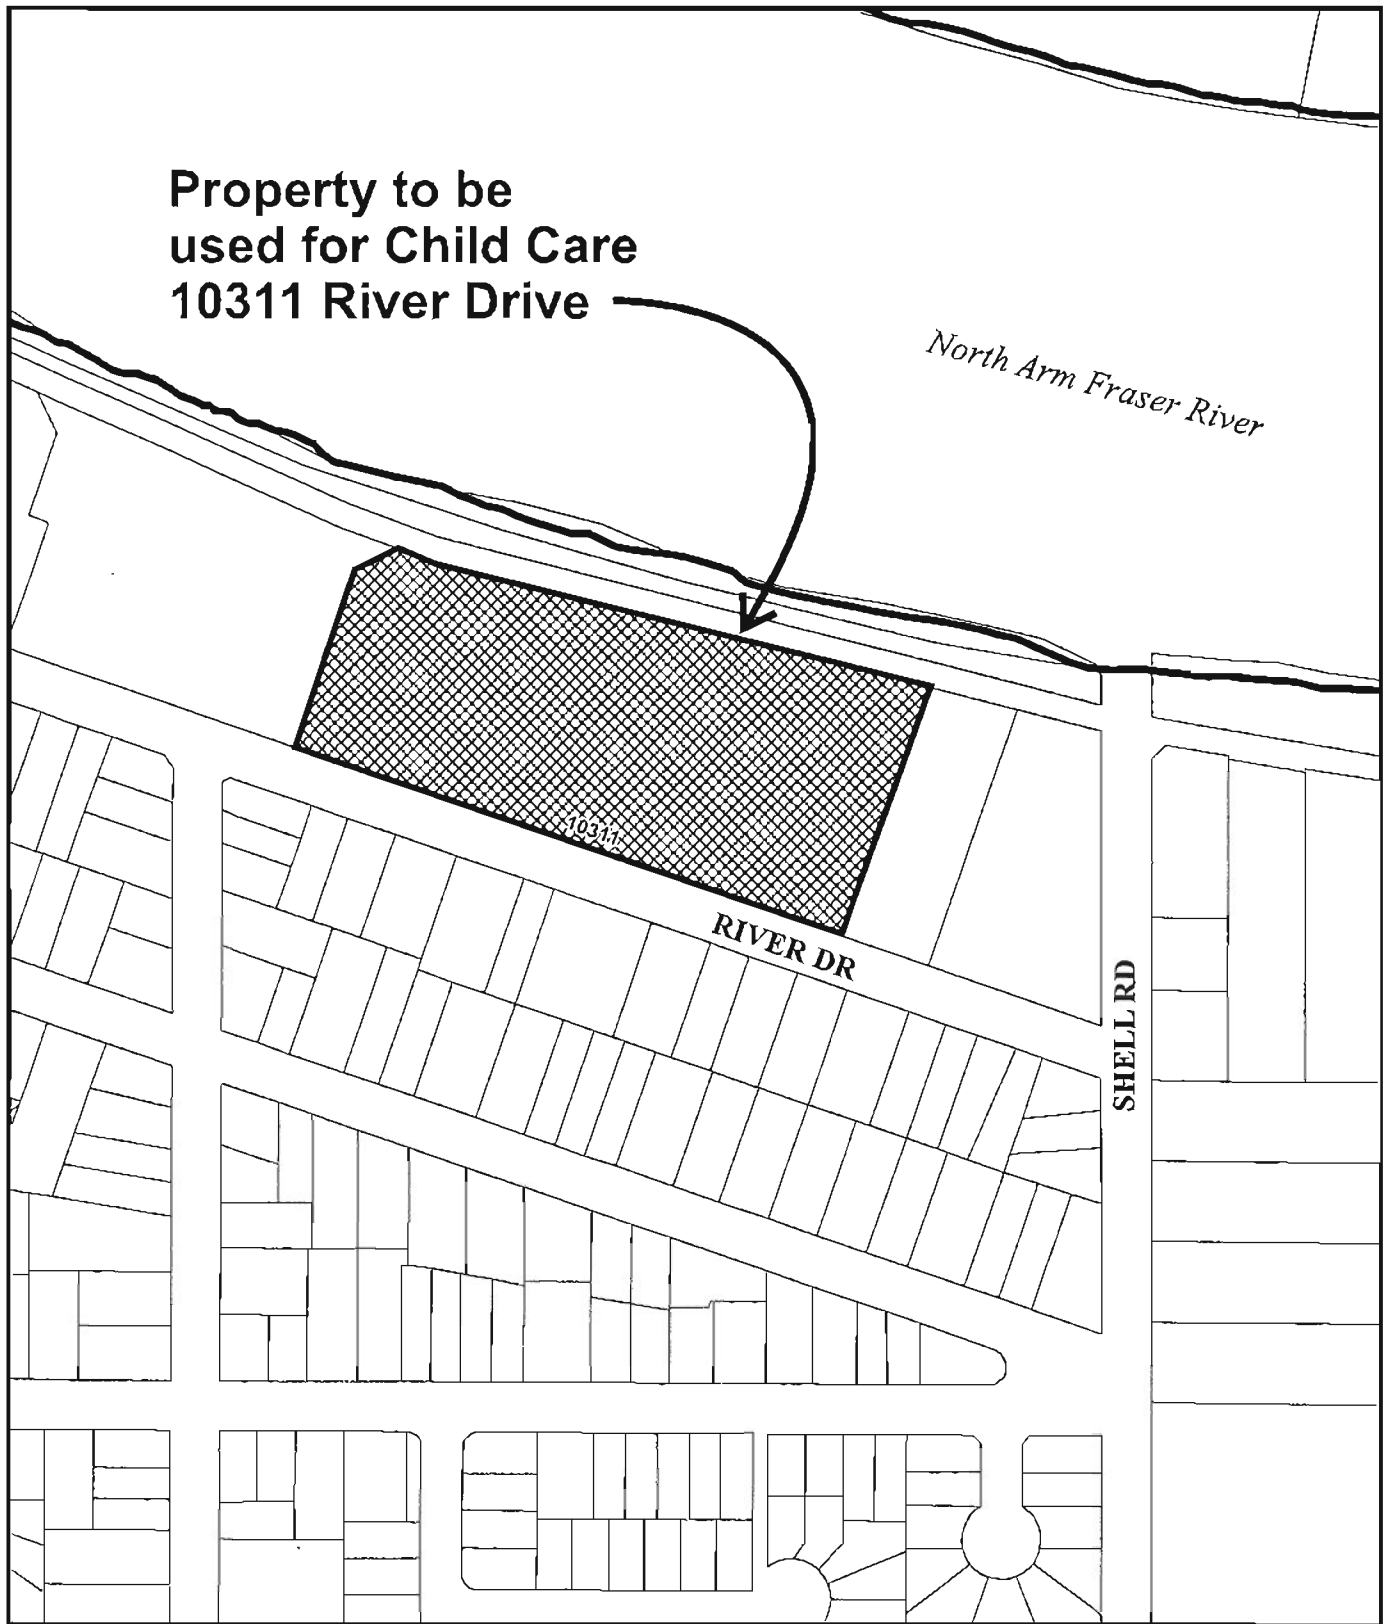 Property to be
used for Child Care
10311 River Drive
North Arm Fraser River
10311
RIVER DR
SHELL RD